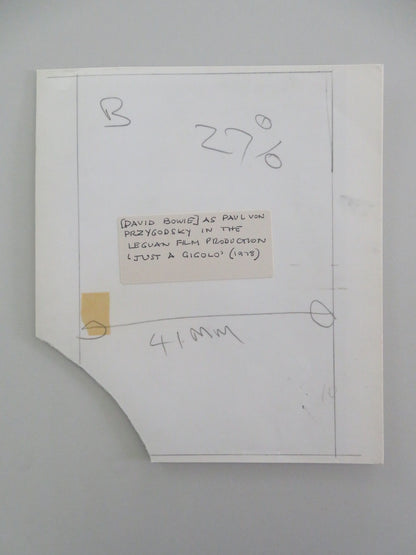 B
27%
[DAVID BOWIE] AS PAUL VON
PRZYGODSKY IN THE
LEGUAN FILM PRODUCTION
'JUST A GIGOLO' (1978)
41MM